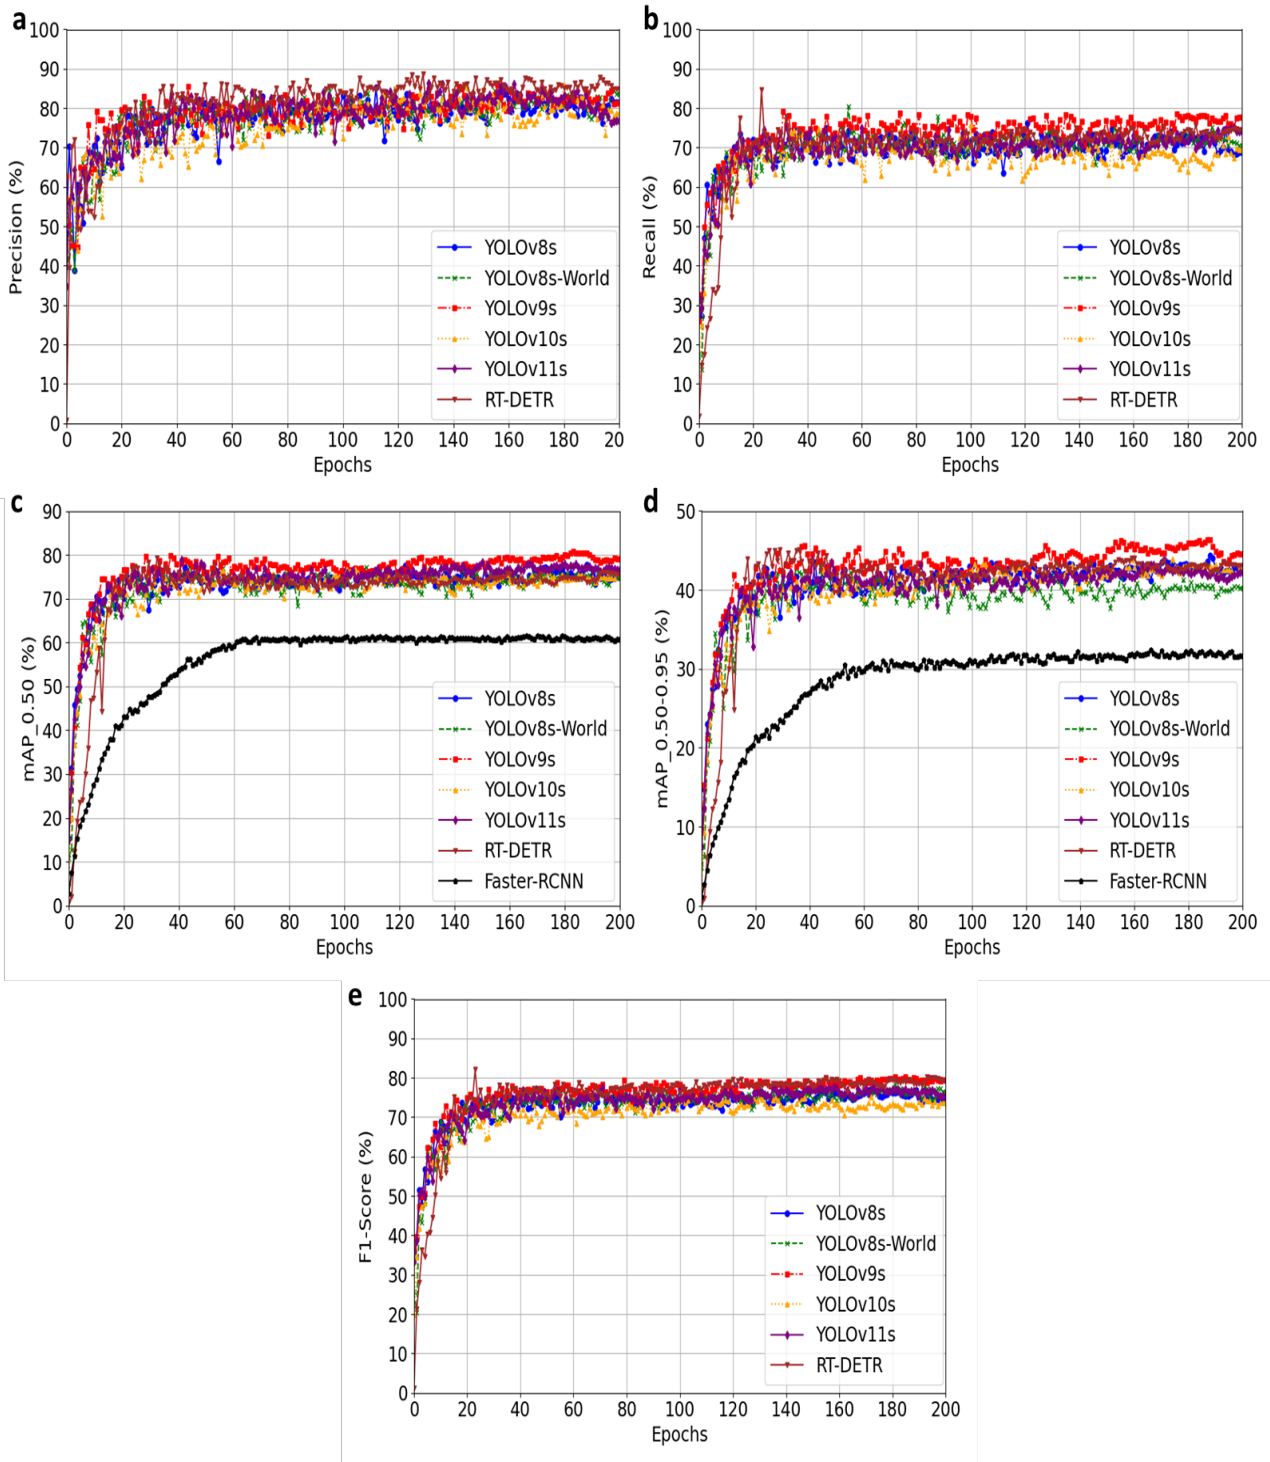 a
100
90
80
70
60
50
40
30
20
10
0
Precision (%)
YOLOv8s
YOLOv8s-World
YOLOv9s
YOLOv10s
YOLOv11s
RT-DETR
0 20 40 60 80 100 120 140 160 180 20
Epochs
b
100
90
80
70
60
50
40
30
20
10
0
Recall (%)
YOLOv8s
YOLOv8s-World
YOLOv9s
YOLOv10s
YOLOv11s
RT-DETR
0 20 40 60 80 100 120 140 160 180 200
Epochs
c
90
80
70
60
50
40
30
20
10
0
mAP_0.50 (%)
YOLOv8s
YOLOv8s-World
YOLOv9s
YOLOv10s
YOLOv11s
RT-DETR
Faster-RCNN
0 20 40 60 80 100 120 140 160 180 200
Epochs
d
50
40
30
20
10
0
mAP_0.50-0.95 (%)
YOLOv8s
YOLOv8s-World
YOLOv9s
YOLOv10s
YOLOv11s
RT-DETR
Faster-RCNN
0 20 40 60 80 100 120 140 160 180 200
Epochs
e
100
90
80
70
60
50
40
30
20
10
0
F1-Score (%)
YOLOv8s
YOLOv8s-World
YOLOv9s
YOLOv10s
YOLOv11s
RT-DETR
0 20 40 60 80 100 120 140 160 180 200
Epochs